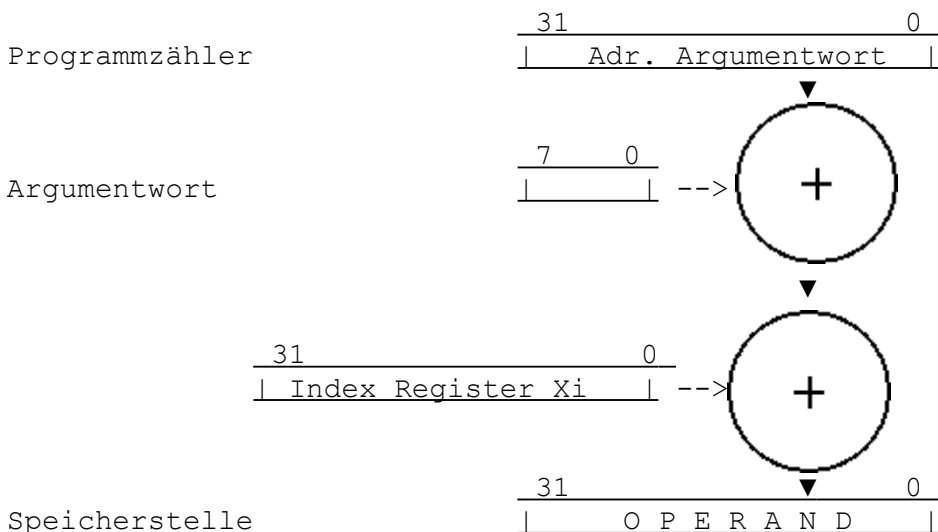 31 0
Programmzähler | Adr. Argumentwort |
7 0
Argumentwort | | --> +
31 0
| Index Register Xi | --> +
31 0
Speicherstelle | O P E R A N D |